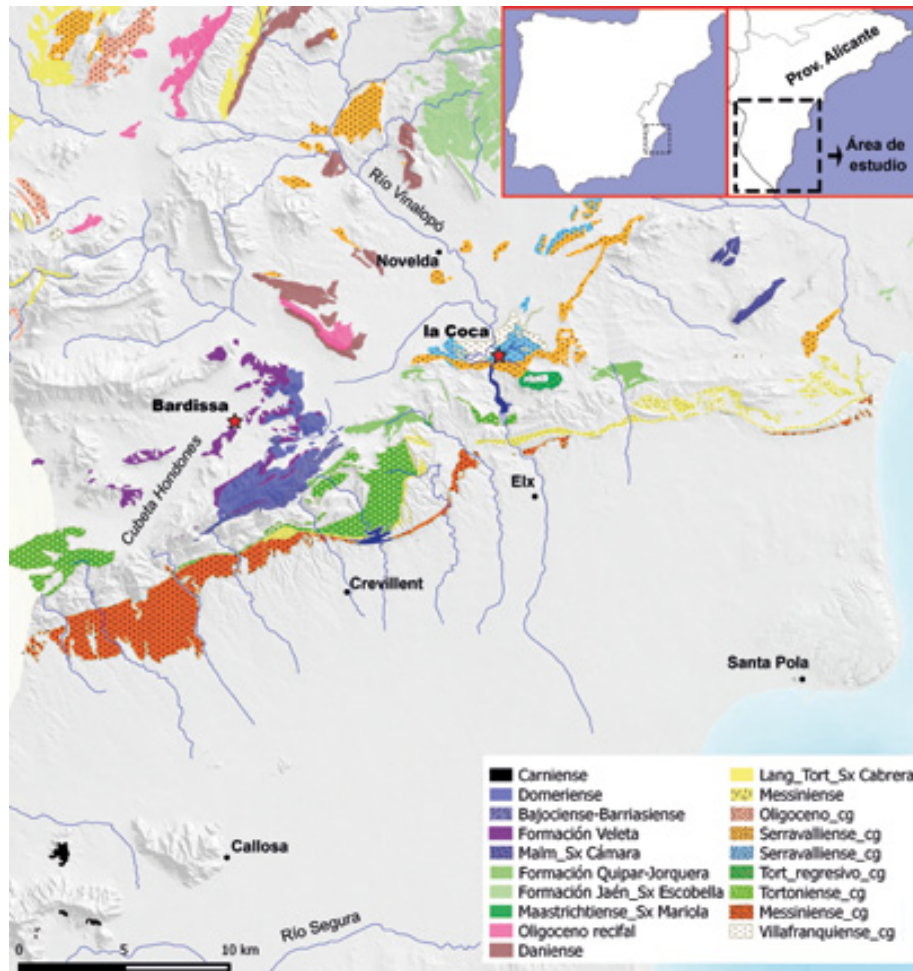 Prov. Alicante
Área de
estudio
Río Vinalopó
Novelda
la Coca
Bardissa
Cubeta Hondones
Elx
Crevillent
Santa Pola
Callosa
Río Segura
0 5 10 km
Carniense
Domeriense
Bajociense-Barriasiense
Formación Veleta
Malm_Sx Cámara
Formación Quipar-Jorquera
Formación Jaén_Sx Escobella
Maastrichtiense_Sx Mariola
Oligoceno recifal
Daniense
Lang_Tort_Sx Cabrera
Messiniense
Oligoceno_cg
Serravalliense_cg
Serravalliense_cg
Tort_regresivo_cg
Tortoniense_cg
Messiniense_cg
Villafranquiense_cg